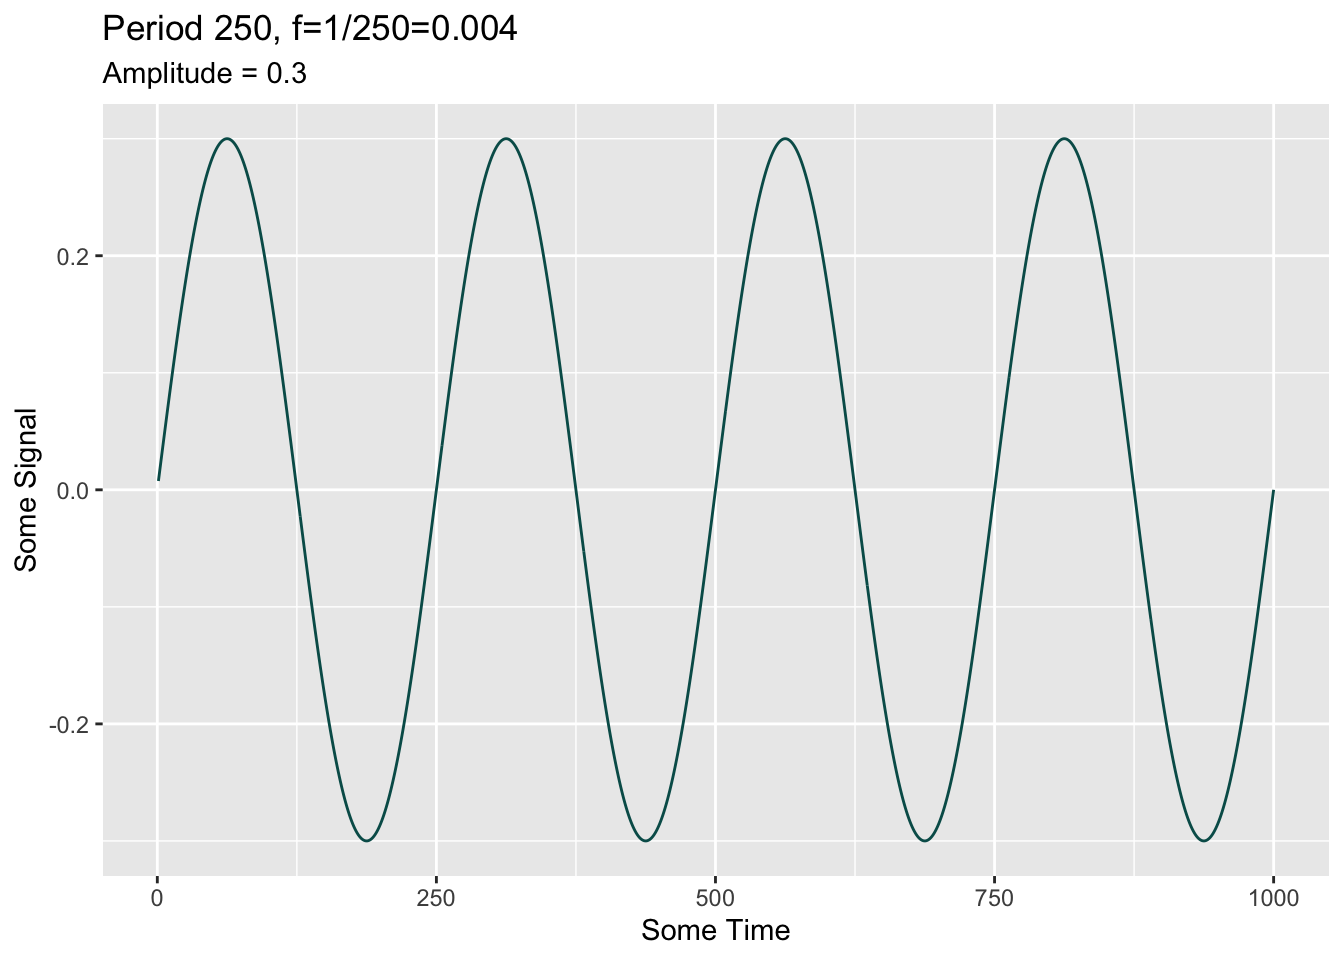 Period 250, f=1/250=0.004
Amplitude = 0.3
0.2
0.0
-0.2
Some Signal
0 250 500 750 1000
Some Time